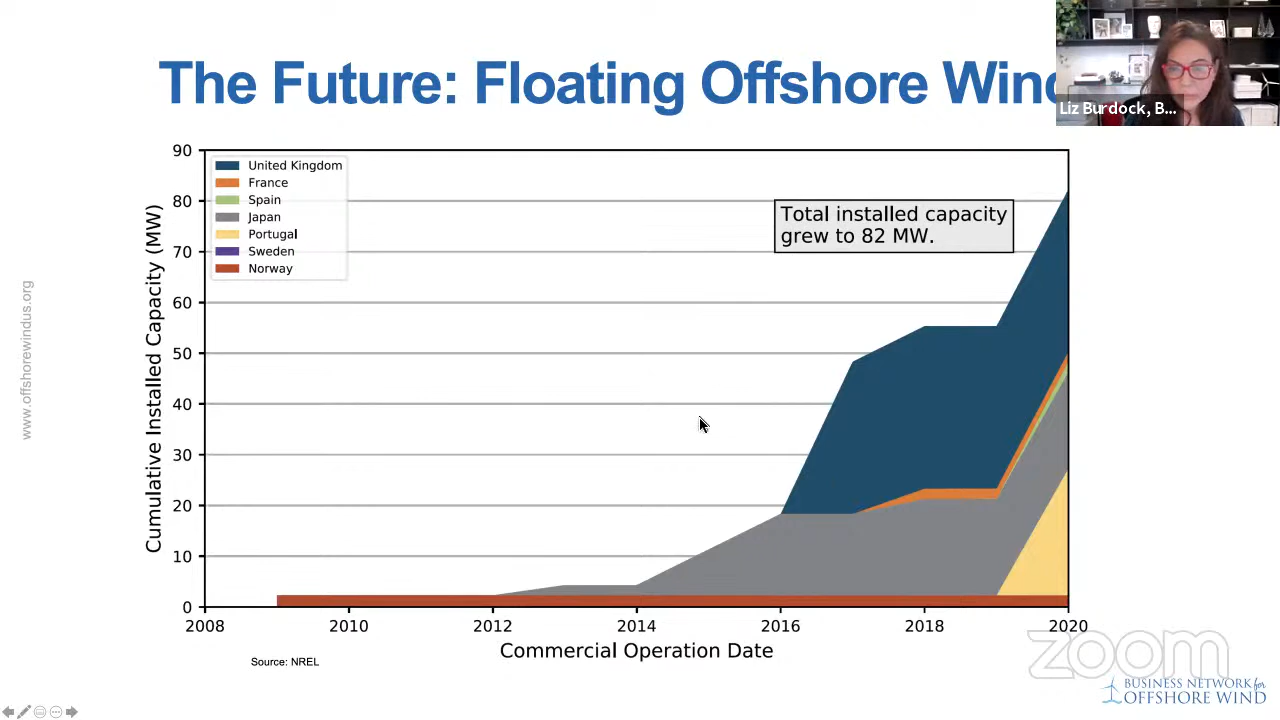 The Future: Floating Offshore Wind
Liz Burdock, B...
www.offshorewindus.org
Cumulative Installed Capacity (MW)
90
80
70
60
50
40
30
20
10
0
United Kingdom
France
Spain
Japan
Portugal
Sweden
Norway
Total installed capacity
grew to 82 MW.
2008 2010 2012 2014 2016 2018 2020
Commercial Operation Date
Source: NREL
zoom
BUSINESS NETWORK for
OFFSHORE WIND